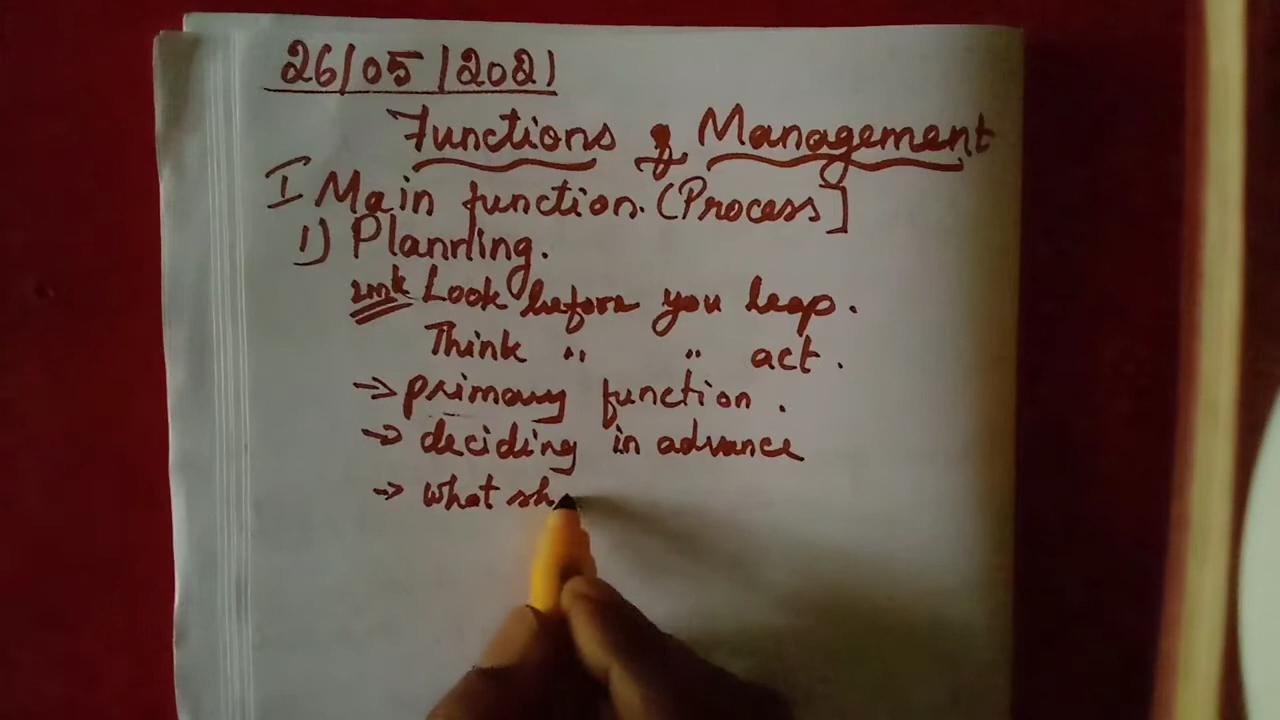 26/05/2021
Functions of Management
I Main function. (Process]
1) Planning.
2mk Look before you leap.
Think " " act.
→ primary function.
→ deciding in advance
→ what sh